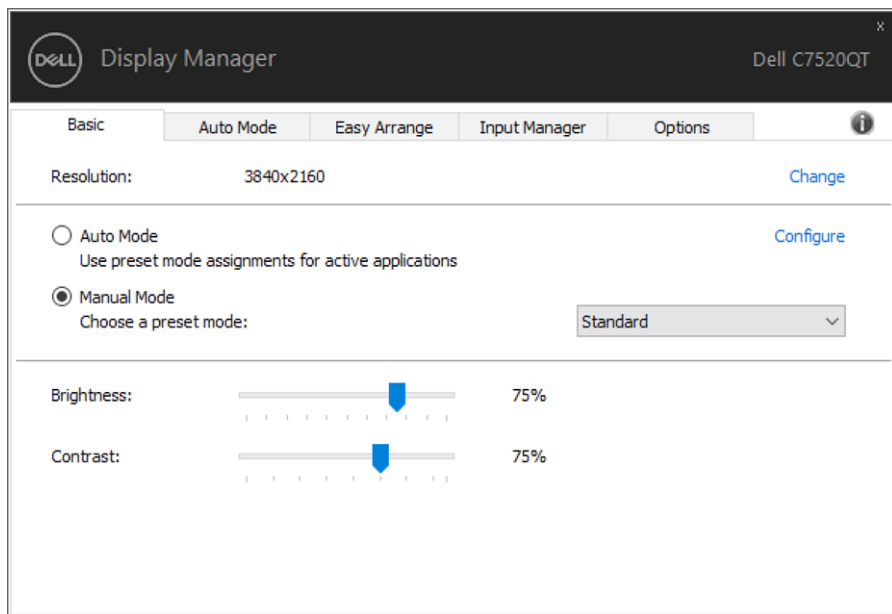 DELL Display Manager
x
Dell C7520QT
Basic Auto Mode Easy Arrange Input Manager Options i
Resolution: 3840x2160 Change
Auto Mode Configure
Use preset mode assignments for active applications
Manual Mode
Choose a preset mode: Standard
Brightness: 75%
Contrast: 75%